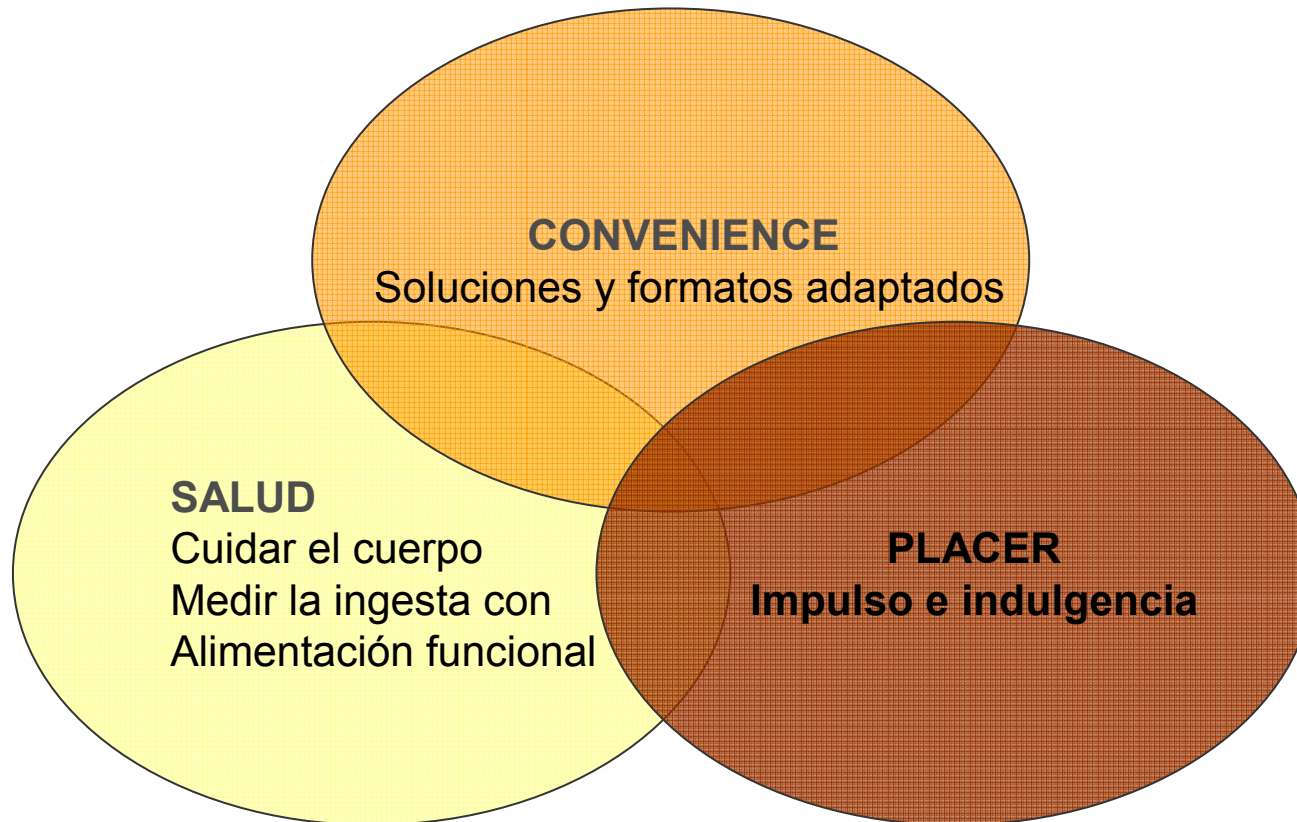 CONVENIENCE
Soluciones y formatos adaptados
SALUD
Cuidar el cuerpo
Medir la ingesta con
Alimentación funcional
PLACER
Impulso e indulgencia